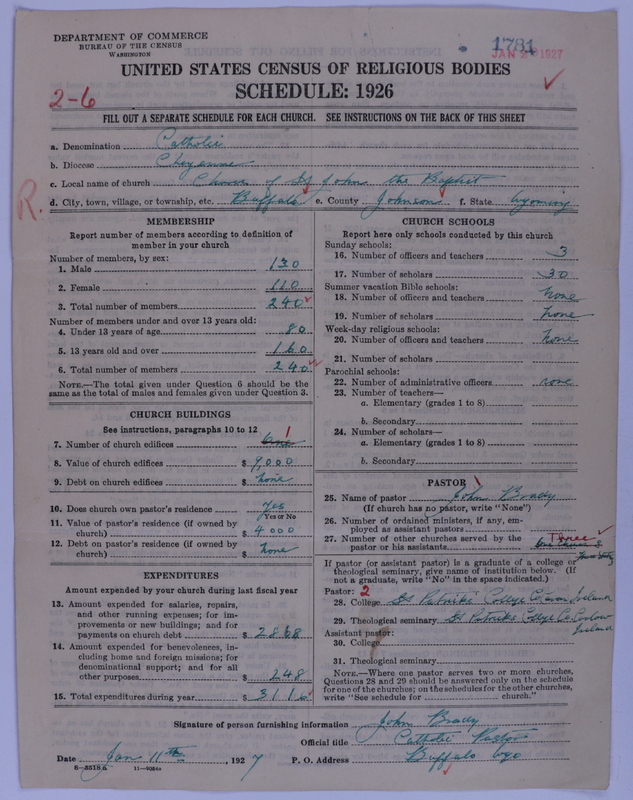 DEPARTMENT OF COMMERCE
BUREAU OF THE CENSUS
WASHINGTON
1781
JAN 2 1927
UNITED STATES CENSUS OF RELIGIOUS BODIES
SCHEDULE: 1926
2-6
FILL OUT A SEPARATE SCHEDULE FOR EACH CHURCH. SEE INSTRUCTIONS ON THE BACK OF THIS SHEET
a. Denomination Catholic
b. Diocese Cheyenne
c. Local name of church Church of St John the Baptist
d. City, town, village, or township, etc. Buffalo e. County Johnson f. State Wyoming
R.
MEMBERSHIP
Report number of members according to definition of
member in your church
Number of members, by sex:
1. Male 130
2. Female 110
3. Total number of members 240
Number of members under and over 13 years old:
4. Under 13 years of age 80
5. 13 years old and over 160
6. Total number of members 240
NOTE.—The total given under Question 6 should be the
same as the total of males and females given under Question 3.
CHURCH BUILDINGS
See instructions, paragraphs 10 to 12
7. Number of church edifices one 1
8. Value of church edifices $ 9,000
9. Debt on church edifices $ none
10. Does church own pastor's residence yes
Yes or No
11. Value of pastor's residence (if owned by
church) $ 4000
12. Debt on pastor's residence (if owned by
church) $ none
EXPENDITURES
Amount expended by your church during last fiscal year
13. Amount expended for salaries, repairs,
and other running expenses; for im-
provements or new buildings; and for
payments on church debt $ 2868
14. Amount expended for benevolences, in-
cluding home and foreign missions; for
denominational support; and for all
other purposes $ 248
15. Total expenditures during year $ 3116
CHURCH SCHOOLS
Report here only schools conducted by this church
Sunday schools:
16. Number of officers and teachers 3
17. Number of scholars 30
Summer vacation Bible schools:
18. Number of officers and teachers none
19. Number of scholars none
Week-day religious schools:
20. Number of officers and teachers none
21. Number of scholars
Parochial schools:
22. Number of administrative officers none
23. Number of teachers—
a. Elementary (grades 1 to 8)
b. Secondary
24. Number of scholars—
a. Elementary (grades 1 to 8)
b. Secondary
PASTOR
25. Name of pastor John Brady
(If church has no pastor, write "None")
26. Number of ordained ministers, if any, em-
ployed as assistant pastors
27. Number of other churches served by the
pastor or his assistants Three
If pastor (or assistant pastor) is a graduate of a college or
theological seminary, give name of institution below. (If
not a graduate, write "No" in the space indicated.)
Pastor: 2
28. College St Patricks College Cavan Ireland
29. Theological seminary St Patricks College Co Carlow
Ireland
Assistant pastor:
30. College
31. Theological seminary
NOTE.—Where one pastor serves two or more churches,
Questions 28 and 29 should be answered only on the schedule
for one of the churches; on the schedules for the other churches,
write "See schedule for church."
Signature of person furnishing information John Brady
Official title Catholic Pastor
Date Jan 11th, 1927 P. O. Address Buffalo Wyo
8-5518a 11-9384a